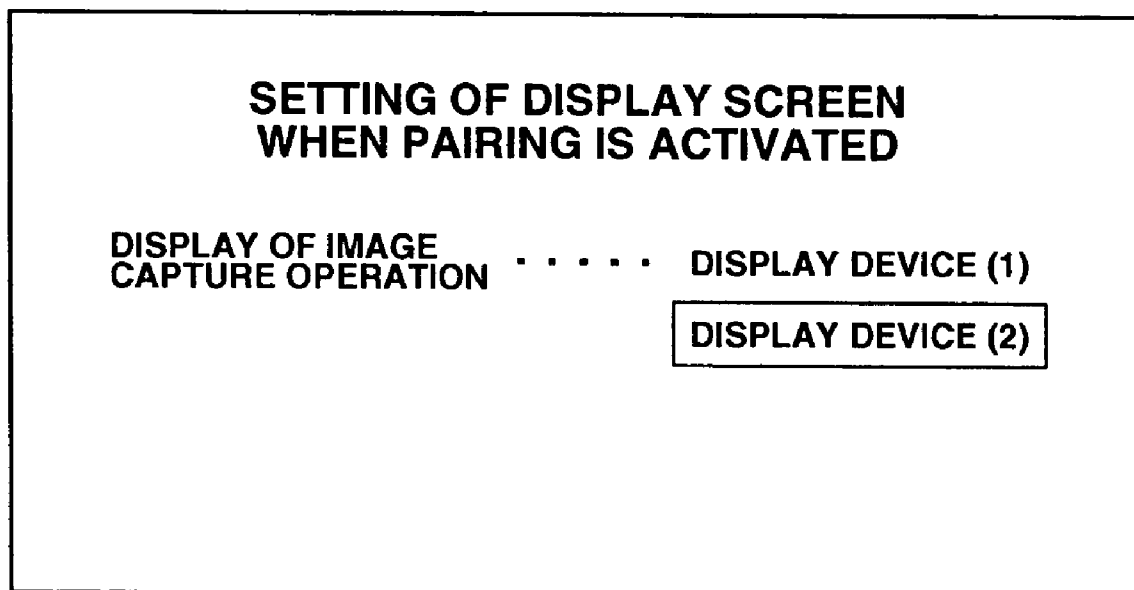 SETTING OF DISPLAY SCREEN
WHEN PAIRING IS ACTIVATED
DISPLAY OF IMAGE
CAPTURE OPERATION ..... DISPLAY DEVICE (1)
DISPLAY DEVICE (2)